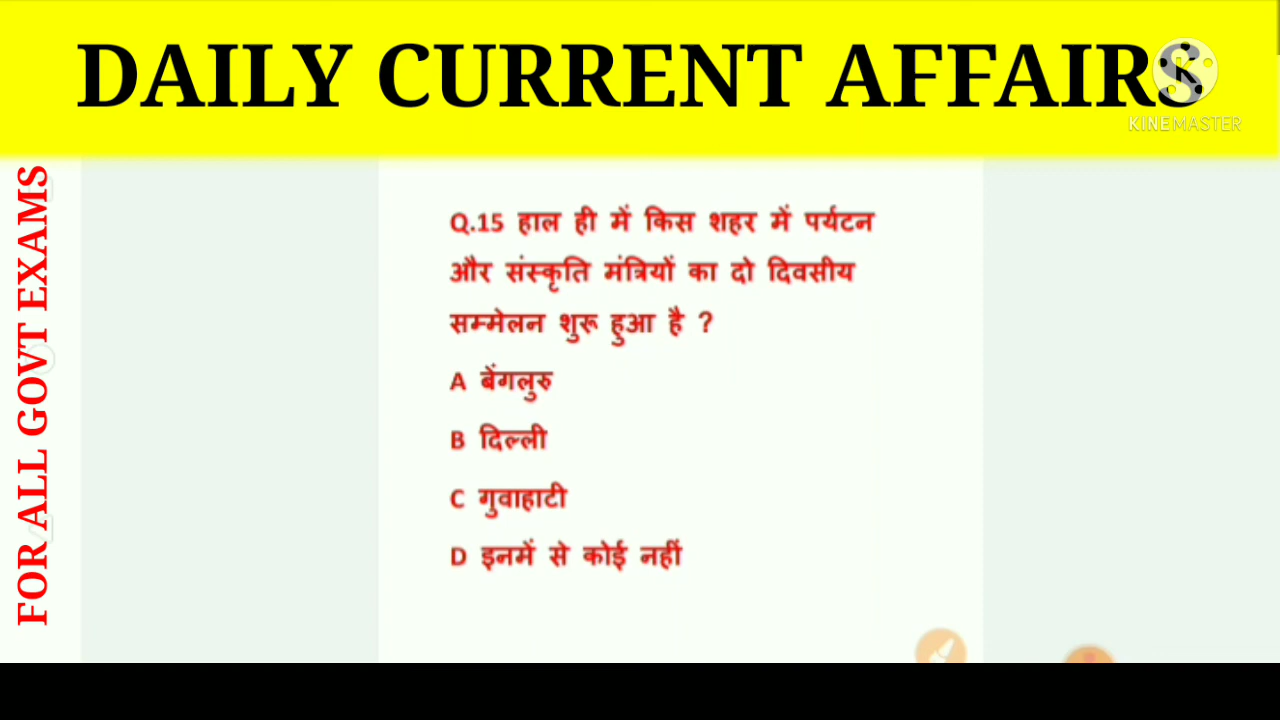 DAILY CURRENT AFFAIRS
KINEMASTER
FOR ALL GOVT EXAMS
Q.15 हाल ही में किस शहर में पर्यटन
और संस्कृति मंत्रियों का दो दिवसीय
सम्मेलन शुरू हुआ है ?
A बेंगलुरु
B दिल्ली
C गुवाहाटी
D इनमें से कोई नहीं